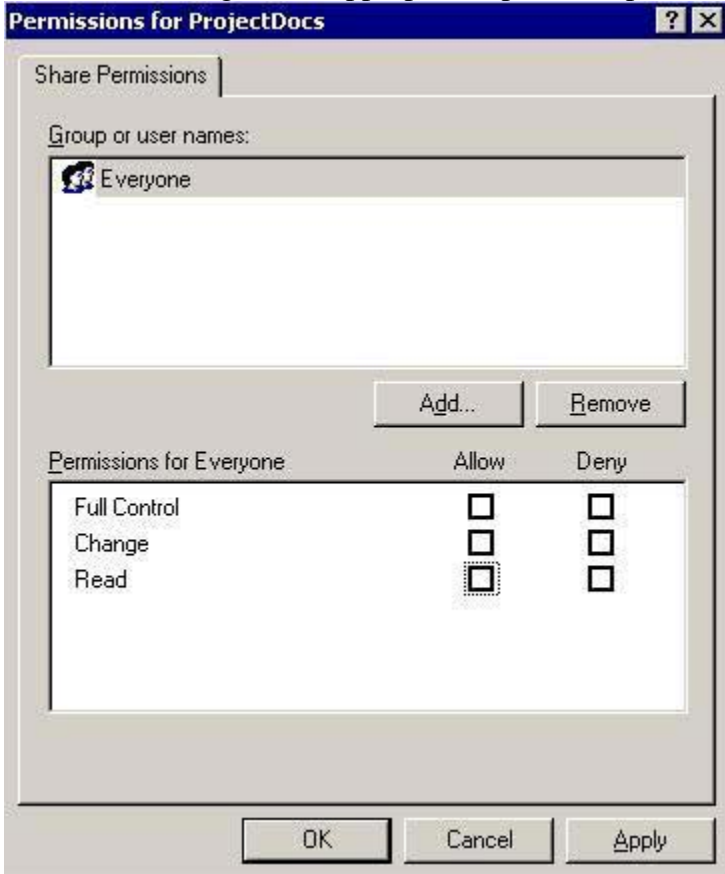 Permissions for ProjectDocs
Share Permissions
Group or user names:
Everyone
Add... Remove
Permissions for Everyone Allow Deny
Full Control
Change
Read
OK Cancel Apply